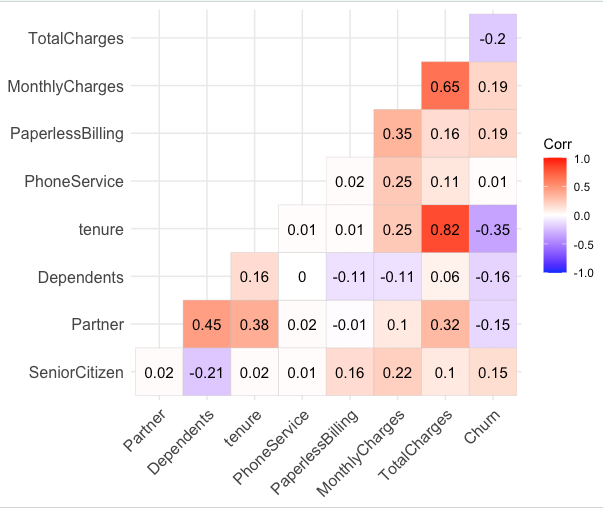 TotalCharges -0.2
MonthlyCharges 0.65 0.19
PaperlessBilling 0.35 0.16 0.19
PhoneService 0.02 0.25 0.11 0.01
tenure 0.01 0.01 0.25 0.82 -0.35
Dependents 0.16 0 -0.11 -0.11 0.06 -0.16
Partner 0.45 0.38 0.02 -0.01 0.1 0.32 -0.15
SeniorCitizen 0.02 -0.21 0.02 0.01 0.16 0.22 0.1 0.15
Partner
Dependents
tenure
PhoneService
PaperlessBilling
MonthlyCharges
TotalCharges
Churn
Corr
1.0
0.5
0.0
-0.5
-1.0